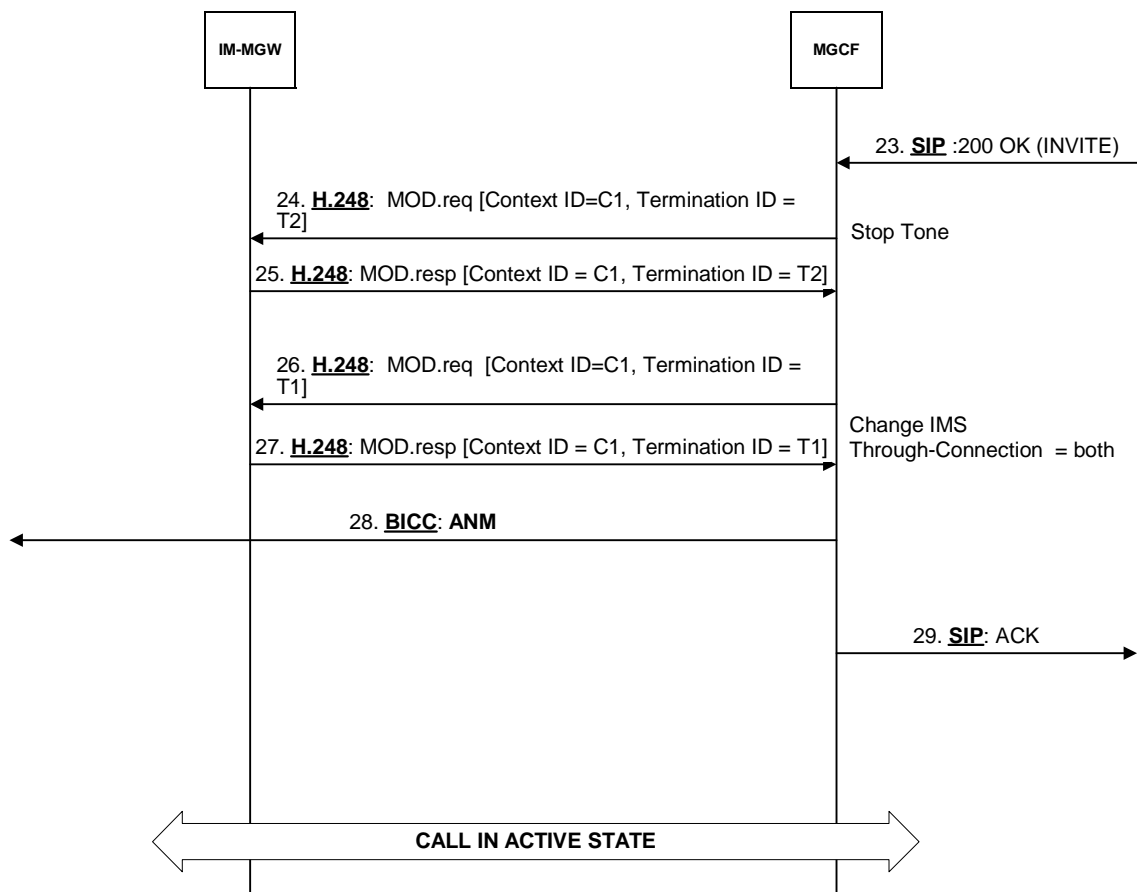 IM-MGW
MGCF
23. SIP :200 OK (INVITE)
24. H.248:  MOD.req [Context ID=C1, Termination ID =
T2]
Stop Tone
25. H.248: MOD.resp [Context ID = C1, Termination ID = T2]
26. H.248:  MOD.req  [Context ID=C1, Termination ID =
T1]
Change IMS
Through-Connection  = both
27. H.248: MOD.resp [Context ID = C1, Termination ID = T1]
28. BICC: ANM
29. SIP: ACK
CALL IN ACTIVE STATE